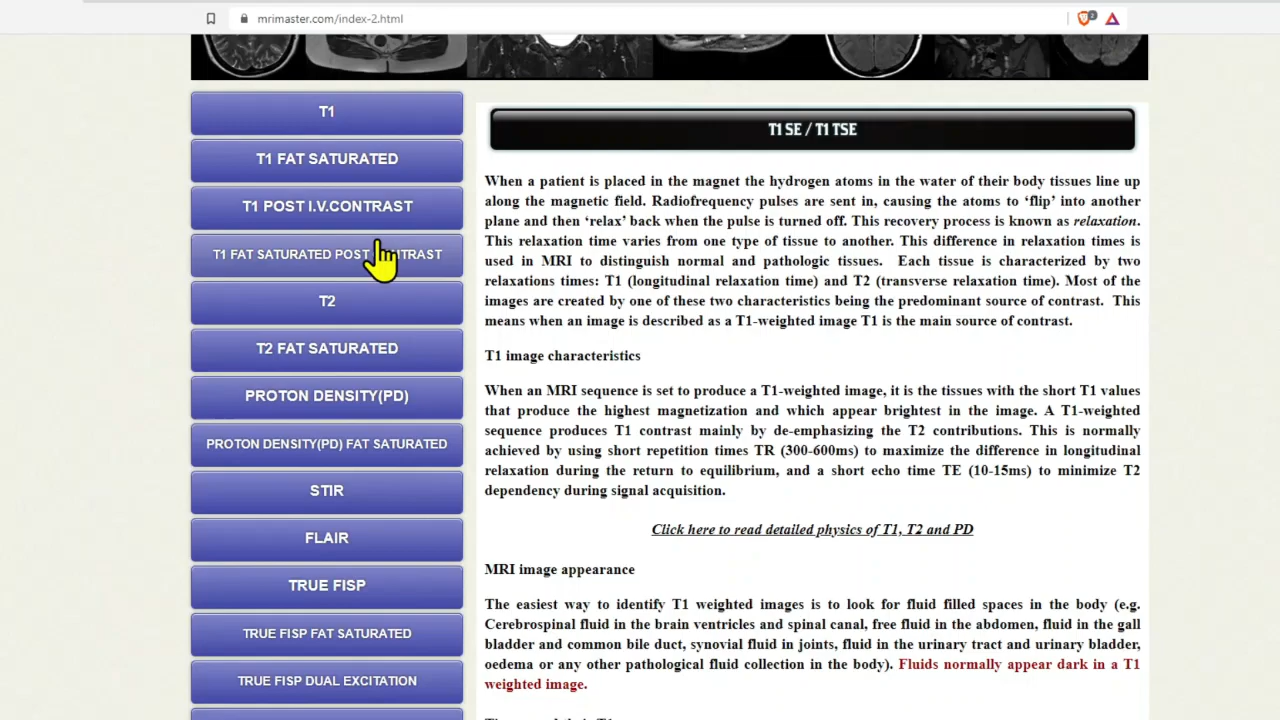 mrimaster.com/index-2.html
2
T1
T1 FAT SATURATED
T1 POST I.V.CONTRAST
T1 FAT SATURATED POST NTRAST
T2
T2 FAT SATURATED
PROTON DENSITY(PD)
PROTON DENSITY(PD) FAT SATURATED
STIR
FLAIR
TRUE FISP
TRUE FISP FAT SATURATED
TRUE FISP DUAL EXCITATION
T1 SE / T1 TSE
When a patient is placed in the magnet the hydrogen atoms in the water of their body tissues line up
along the magnetic field. Radiofrequency pulses are sent in, causing the atoms to ‘flip’ into another
plane and then ‘relax’ back when the pulse is turned off. This recovery process is known as relaxation.
This relaxation time varies from one type of tissue to another. This difference in relaxation times is
used in MRI to distinguish normal and pathologic tissues. Each tissue is characterized by two
relaxations times: T1 (longitudinal relaxation time) and T2 (transverse relaxation time). Most of the
images are created by one of these two characteristics being the predominant source of contrast. This
means when an image is described as a T1-weighted image T1 is the main source of contrast.
T1 image characteristics
When an MRI sequence is set to produce a T1-weighted image, it is the tissues with the short T1 values
that produce the highest magnetization and which appear brightest in the image. A T1-weighted
sequence produces T1 contrast mainly by de-emphasizing the T2 contributions. This is normally
achieved by using short repetition times TR (300-600ms) to maximize the difference in longitudinal
relaxation during the return to equilibrium, and a short echo time TE (10-15ms) to minimize T2
dependency during signal acquisition.
Click here to read detailed physics of T1, T2 and PD
MRI image appearance
The easiest way to identify T1 weighted images is to look for fluid filled spaces in the body (e.g.
Cerebrospinal fluid in the brain ventricles and spinal canal, free fluid in the abdomen, fluid in the gall
bladder and common bile duct, synovial fluid in joints, fluid in the urinary tract and urinary bladder,
oedema or any other pathological fluid collection in the body). Fluids normally appear dark in a T1
weighted image.